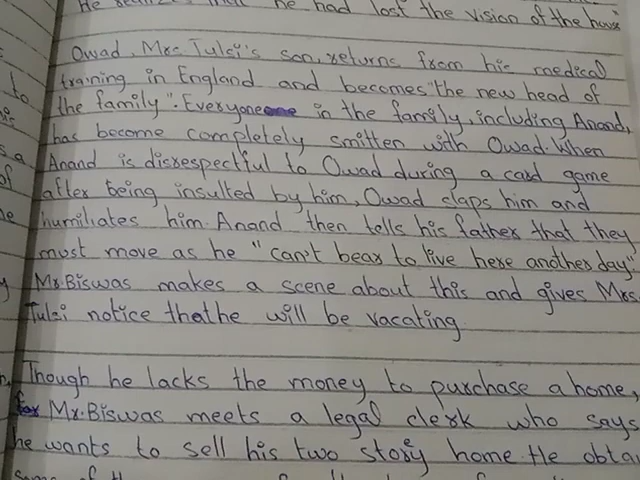 He realizes that he had lost the vision of the house
Owad, Mrs. Tulsi's son, returns from his medical
training in England and becomes "the new head of
the family". Everyone in the family, including Anand,
has become completely smitten with Owad. When
Anand is disrespectful to Owad during a card game
after being insulted by him, Owad slaps him and
humiliates him. Anand then tells his father that they
must move as he "can't bear to live here another day".
Mr. Biswas makes a scene about this and gives Mrs.
Tulsi notice that he will be vacating.
Though he lacks the money to purchase a home,
Mr. Biswas meets a legal clerk who says
he wants to sell his two story home. He obtai